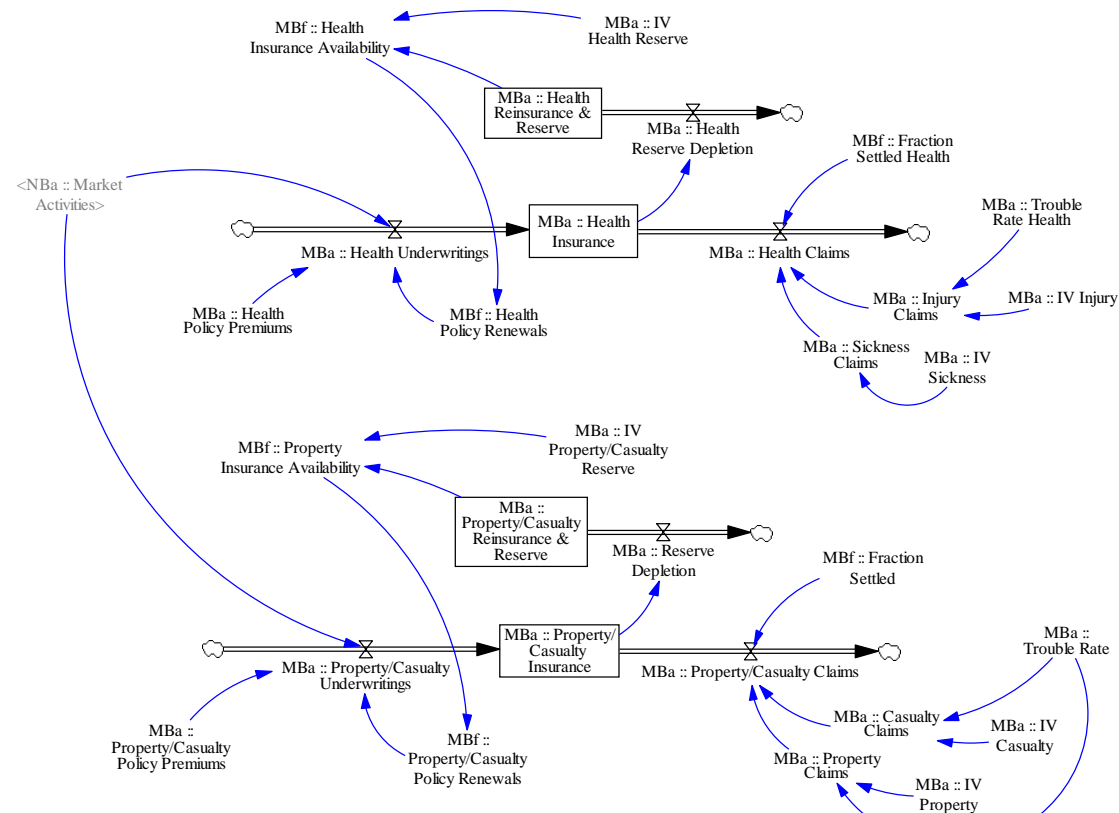 MBf :: Health
Insurance Availability
MBa :: IV
Health Reserve
MBa :: Health
Reinsurance &
Reserve
MBa :: Health
Reserve Depletion
MBf :: Fraction
Settled Health
<NBa :: Market
Activities>
MBa :: Trouble
Rate Health
MBa :: Health
Insurance
MBa :: Health Underwritings
MBa :: Health Claims
MBa :: Health
Policy Premiums
MBf :: Health
Policy Renewals
MBa :: Injury
Claims
MBa :: IV Injury
MBa :: Sickness
Claims
MBa :: IV
Sickness
MBf :: Property
Insurance Availability
MBa :: IV
Property/Casualty
Reserve
MBa ::
Property/Casualty
Reinsurance &
Reserve
MBa :: Reserve
Depletion
MBf :: Fraction
Settled
MBa :: Property/
Casualty
Insurance
MBa ::
Trouble Rate
MBa :: Property/Casualty
Underwritings
MBa :: Property/Casualty Claims
MBa ::
Property/Casualty
Policy Premiums
MBf ::
Property/Casualty
Policy Renewals
MBa :: Casualty
Claims
MBa :: IV
Casualty
MBa :: Property
Claims
MBa :: IV
Property